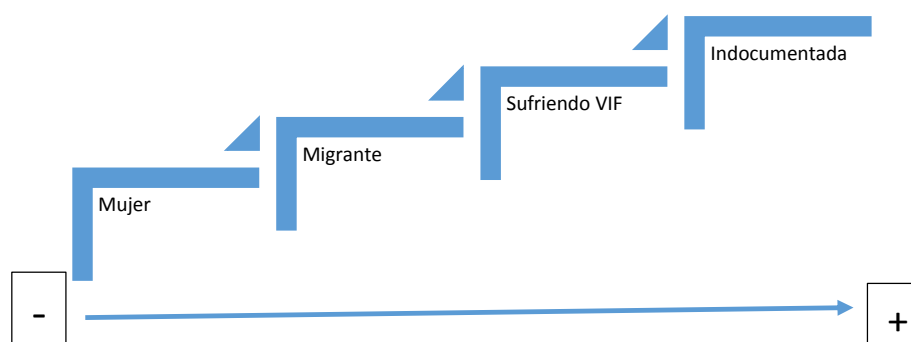 Indocumentada
Sufriendo VIF
Migrante
Mujer
-
+